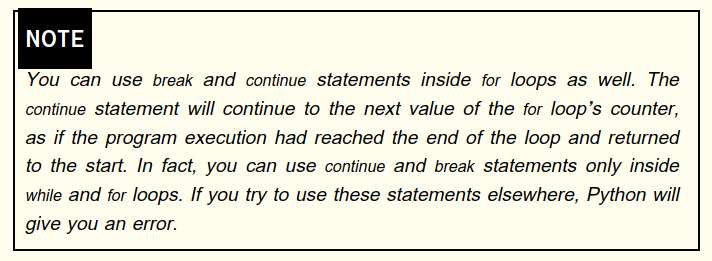 NOTE
You can use break and continue statements inside for loops as well. The
continue statement will continue to the next value of the for loop’s counter,
as if the program execution had reached the end of the loop and returned
to the start. In fact, you can use continue and break statements only inside
while and for loops. If you try to use these statements elsewhere, Python will
give you an error.